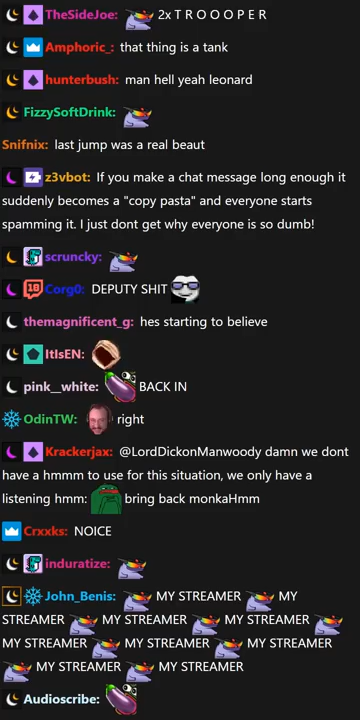 TheSideJoe: 2x T R O O O P E R
Amphoric_: that thing is a tank
hunterbush: man hell yeah leonard
FizzySoftDrink:
Snifnix: last jump was a real beaut
z3vbot: If you make a chat message long enough it
suddenly becomes a "copy pasta" and everyone starts
spamming it. I just dont get why everyone is so dumb!
scruncky:
18 Corg0: DEPUTY SHIT
themagnificent_g: hes starting to believe
ItIsEN:
pink__white: BACK IN
OdinTW: right
Krackerjax: @LordDickonManwoody damn we dont
have a hmmm to use for this situation, we only have a
listening hmm: bring back monkaHmm
Crxxks: NOICE
induratize:
John_Benis: MY STREAMER MY
STREAMER MY STREAMER MY STREAMER
MY STREAMER MY STREAMER MY STREAMER
MY STREAMER MY STREAMER
Audioscribe: